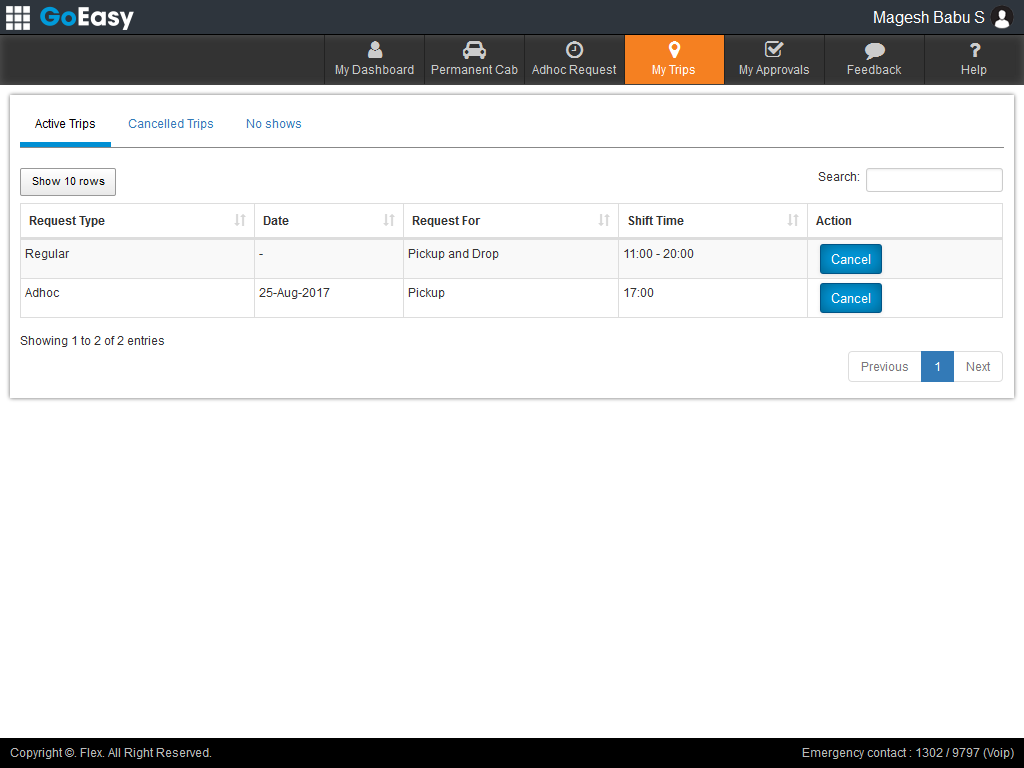 GoEasy
Magesh Babu S
My Dashboard
Permanent Cab
Adhoc Request
My Trips
My Approvals
Feedback
? Help
Active Trips
Cancelled Trips
No shows
Show 10 rows
Search:
Request Type Date Request For Shift Time Action
Regular - Pickup and Drop 11:00 - 20:00 Cancel
Adhoc 25-Aug-2017 Pickup 17:00 Cancel
Showing 1 to 2 of 2 entries
Previous 1 Next
Copyright ©. Flex. All Right Reserved.
Emergency contact : 1302 / 9797 (Voip)